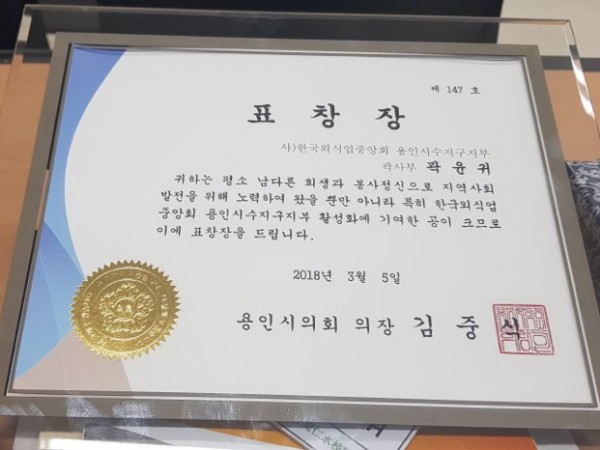 제 147 호
표 창 장
사)한국외식업중앙회 용인시수지구지부
곽사부 곽 윤 귀
귀하는 평소 남다른 희생과 봉사정신으로 지역사회
발전을 위해 노력하여 왔을 뿐만 아니라 특히 한국외식업
중앙회 용인시수지구지부 활성화에 기여한 공이 크므로
이에 표창장을 드립니다.
2018년 3월 5일
용인시의회 의장 김 중 식